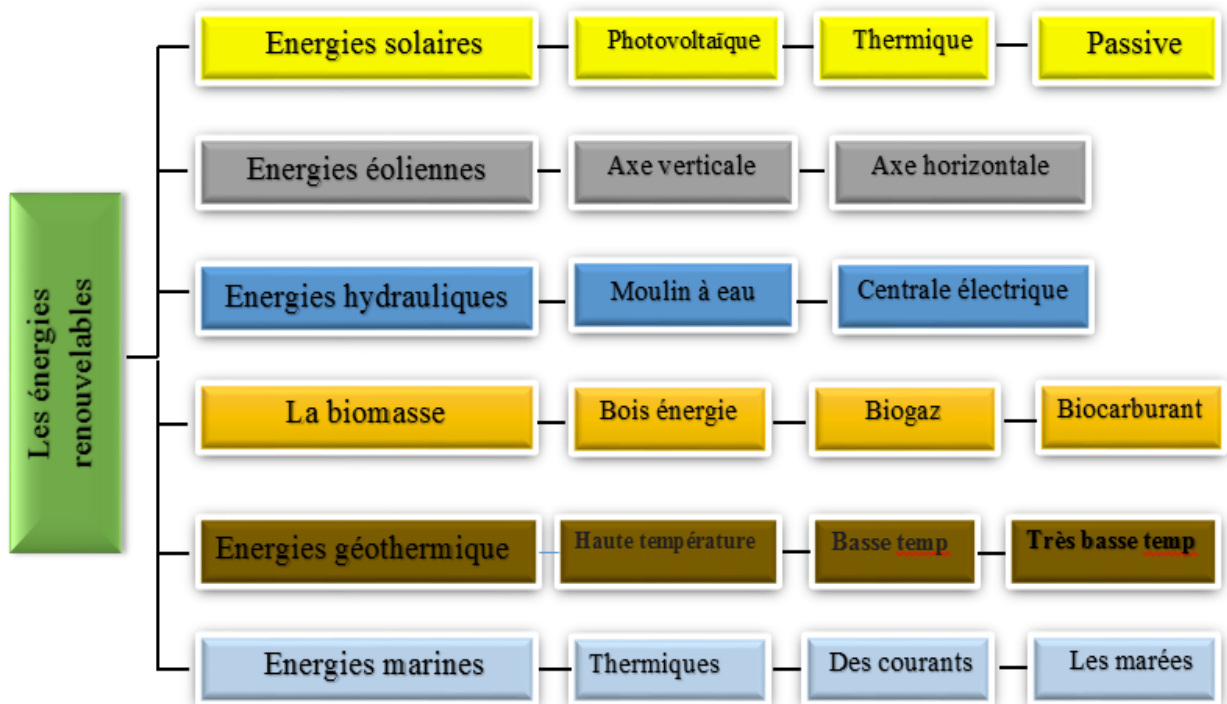 Les énergies
renouvelables
Energies solaires
Photovoltaïque
Thermique
Passive
Energies éoliennes
Axe verticale
Axe horizontale
Energies hydrauliques
Moulin à eau
Centrale électrique
La biomasse
Bois énergie
Biogaz
Biocarburant
Energies géothermique
Haute température
Basse temp
Très basse temp
Energies marines
Thermiques
Des courants
Les marées